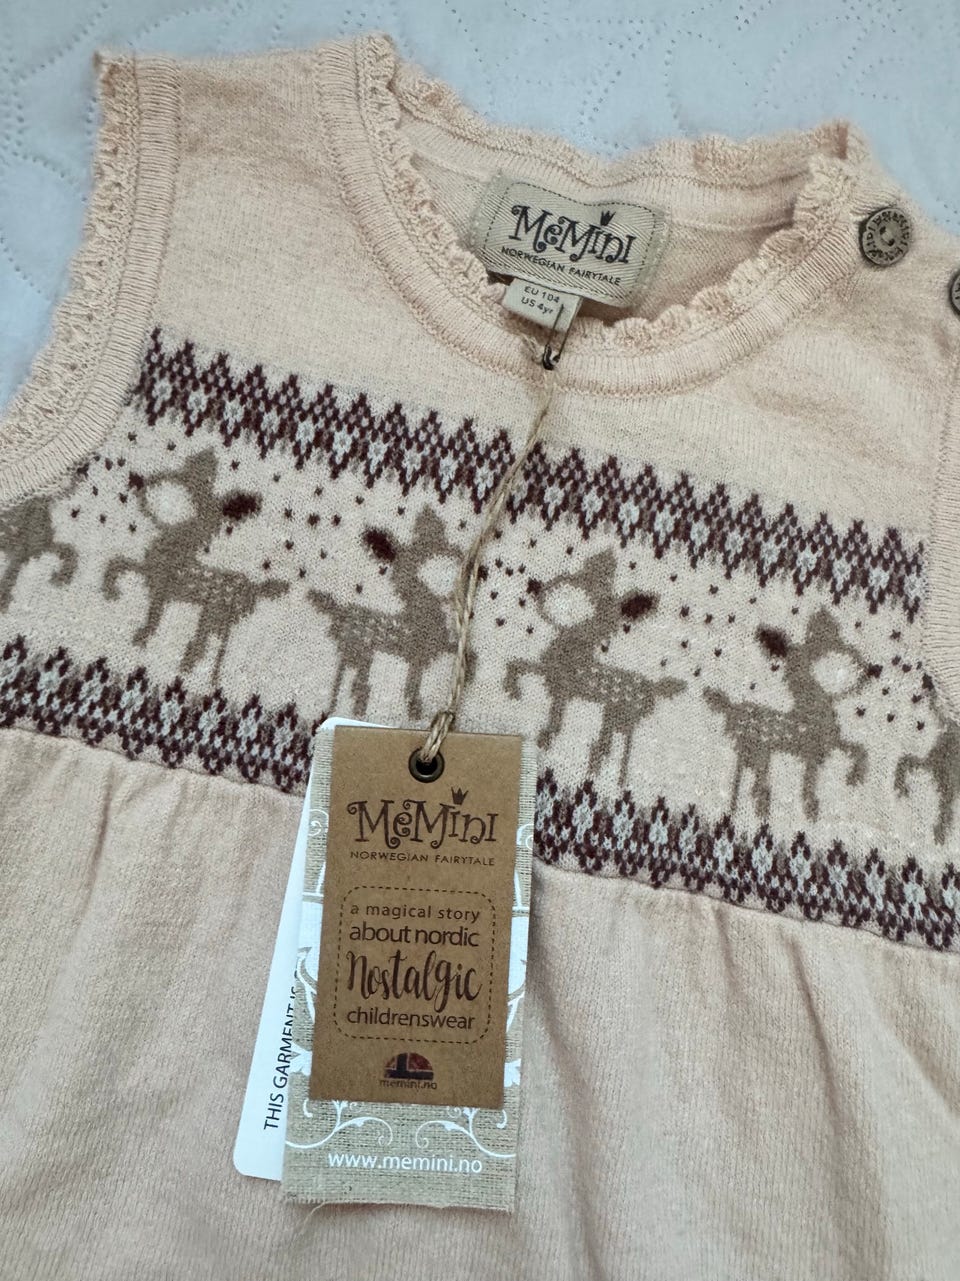 MeMini
NORWEGIAN FAIRYTALE
EU 104
US 4yr
MeMini
NORWEGIAN FAIRYTALE
a magical story
about nordic
Nostalgic
childrenswear
memini.no
THIS GARMENT IS
www.memini.no